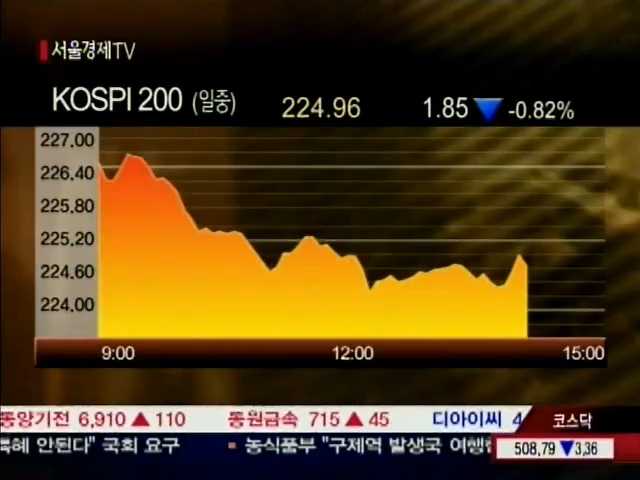 서울경제TV
KOSPI 200 (일중) 224.96 1.85 ▼ -0.82%
227.00
226.40
225.80
225.20
224.60
224.00
9:00 12:00 15:00
동양기전 6,910 ▲ 110 동원금속 715 ▲ 45 디아이씨 4 코스닥
안된다" 국회 요구 ▪ 농식품부 "구제역 발생국 여행 508,79 ▼3,36